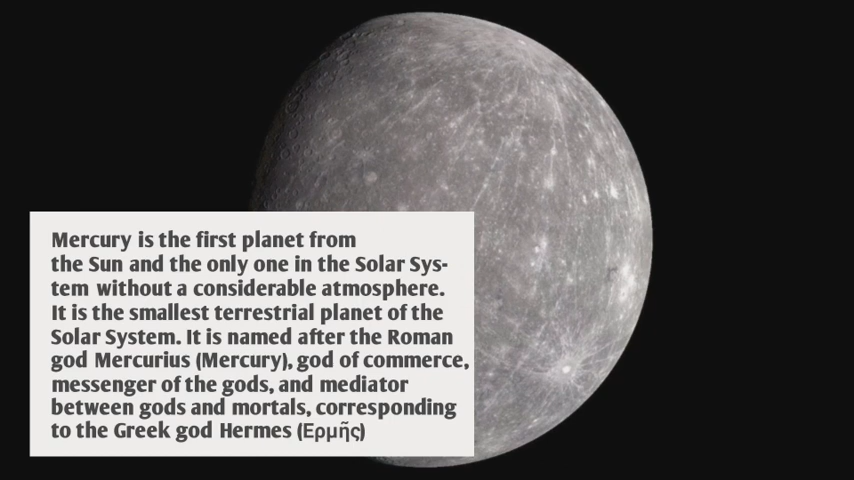 Mercury is the first planet from
the Sun and the only one in the Solar Sys-
tem without a considerable atmosphere.
It is the smallest terrestrial planet of the
Solar System. It is named after the Roman
god Mercurius (Mercury), god of commerce,
messenger of the gods, and mediator
between gods and mortals, corresponding
to the Greek god Hermes (Ερμῆς)